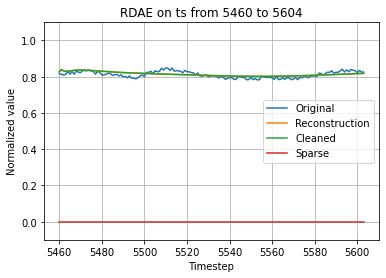 RDAE on ts from 5460 to 5604
1.0
0.8
0.6
0.4
0.2
0.0
Normalized value
Original
Reconstruction
Cleaned
Sparse
5460 5480 5500 5520 5540 5560 5580 5600
Timestep